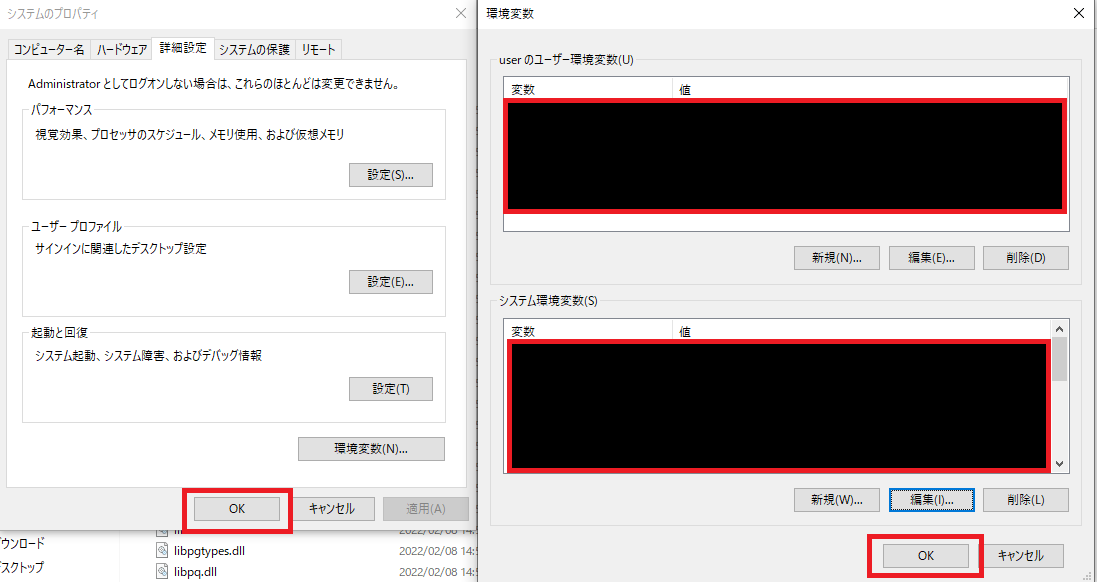 システムのプロパティ
コンピューター名
ハードウェア
詳細設定
システムの保護
リモート
Administrator としてログオンしない場合は、これらのほとんどは変更できません。
パフォーマンス
視覚効果、プロセッサのスケジュール、メモリ使用、および仮想メモリ
設定(S)...
ユーザー プロファイル
サインインに関連したデスクトップ設定
設定(E)...
起動と回復
システム起動、システム障害、およびデバッグ情報
設定(T)
環境変数(N)...
OK
キャンセル
適用(A)
ウンロード
スクトップ
libpgtypes.dll
2022/02/08 14:
libpq.dll
2022/02/08 14:
環境変数
user のユーザー環境変数(U)
変数
値
新規(N)...
編集(E)...
削除(D)
システム環境変数(S)
変数
値
新規(W)...
編集(I)...
削除(L)
OK
キャンセル